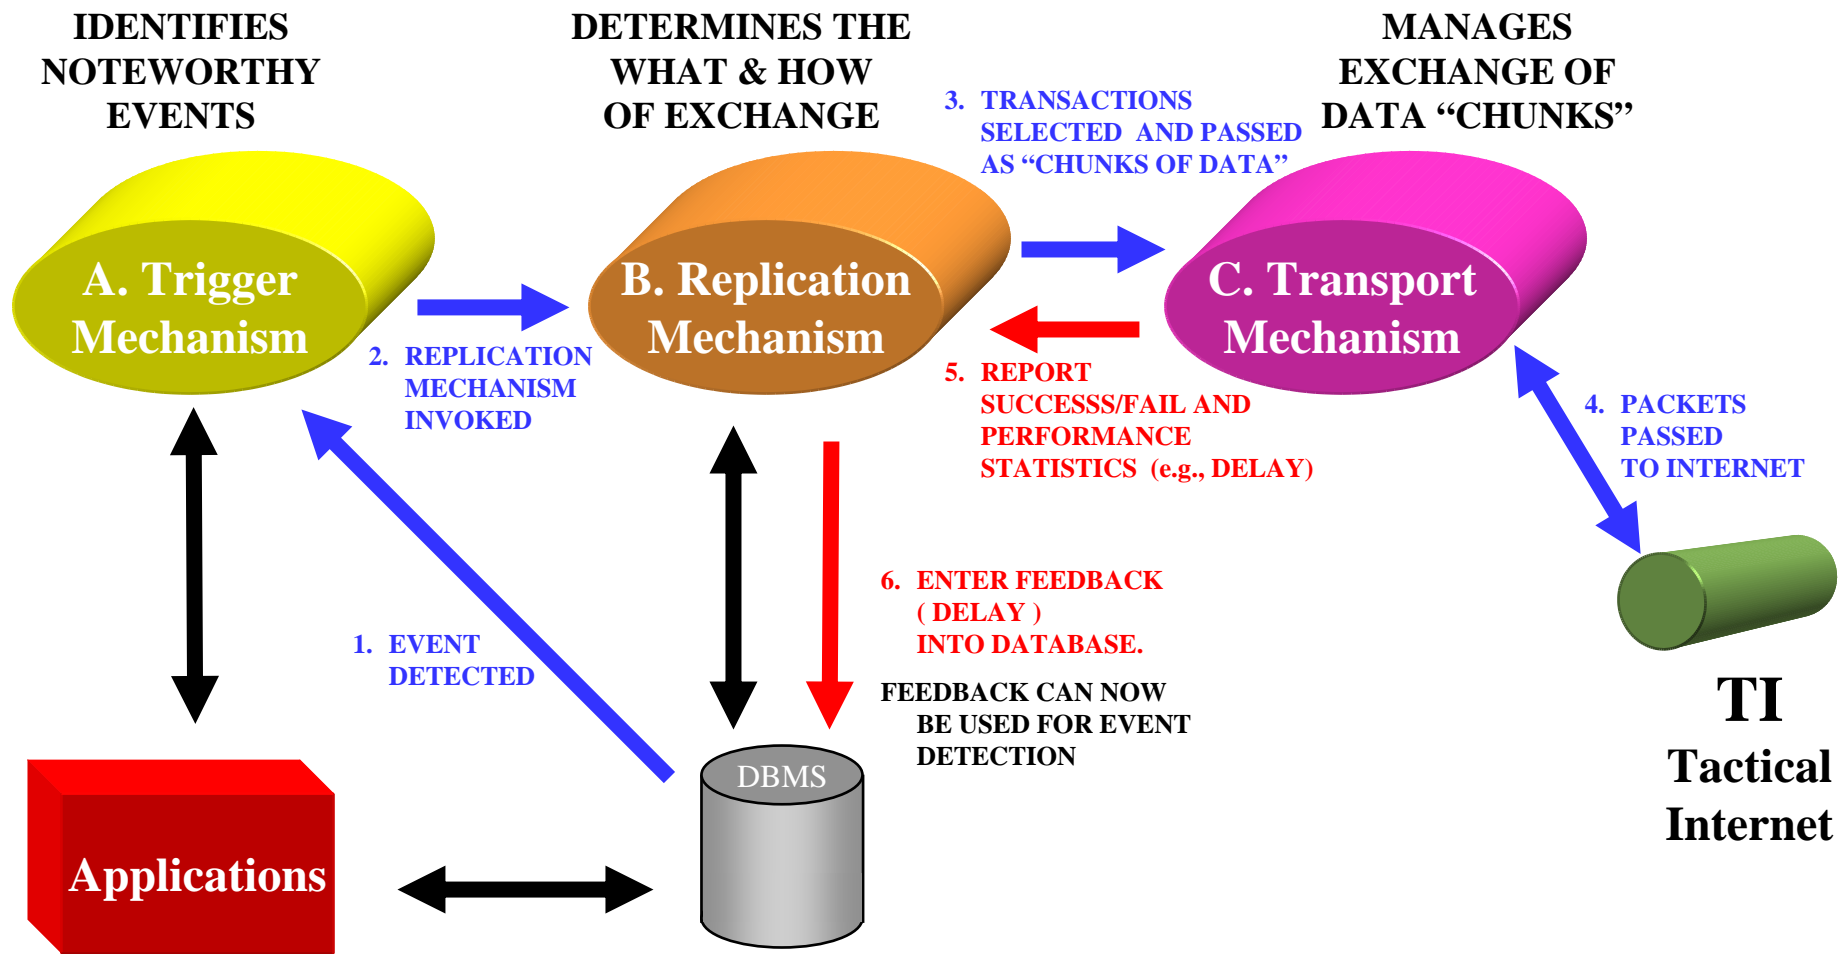 IDENTIFIES
NOTEWORTHY
EVENTS
DETERMINES THE
WHAT & HOW
OF EXCHANGE
MANAGES
EXCHANGE OF
DATA “CHUNKS”
3. TRANSACTIONS
SELECTED AND PASSED
AS “CHUNKS OF DATA”
A. Trigger
Mechanism
B. Replication
Mechanism
C. Transport
Mechanism
2. REPLICATION
MECHANISM
INVOKED
5. REPORT
SUCCESSS/FAIL AND
PERFORMANCE
STATISTICS (e.g., DELAY)
4. PACKETS
PASSED
TO INTERNET
1. EVENT
DETECTED
6. ENTER FEEDBACK
( DELAY )
INTO DATABASE.
FEEDBACK CAN NOW
BE USED FOR EVENT
DETECTION
TI
Tactical
Internet
DBMS
Applications